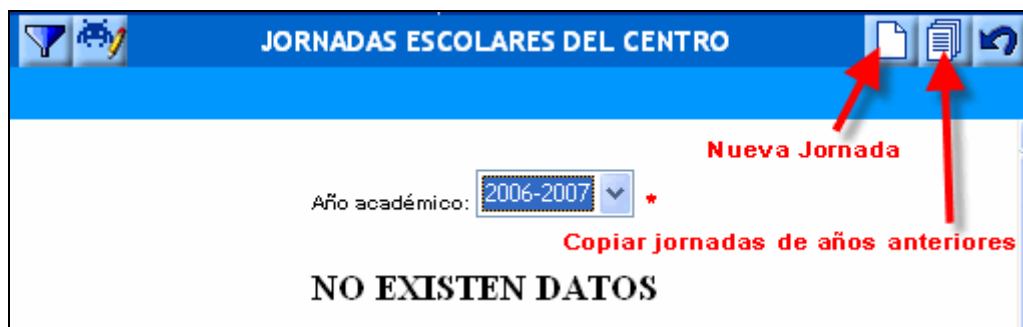 JORNADAS ESCOLARES DEL CENTRO
Nueva Jornada
Año académico: 2006-2007 *
Copiar jornadas de años anteriores
NO EXISTEN DATOS